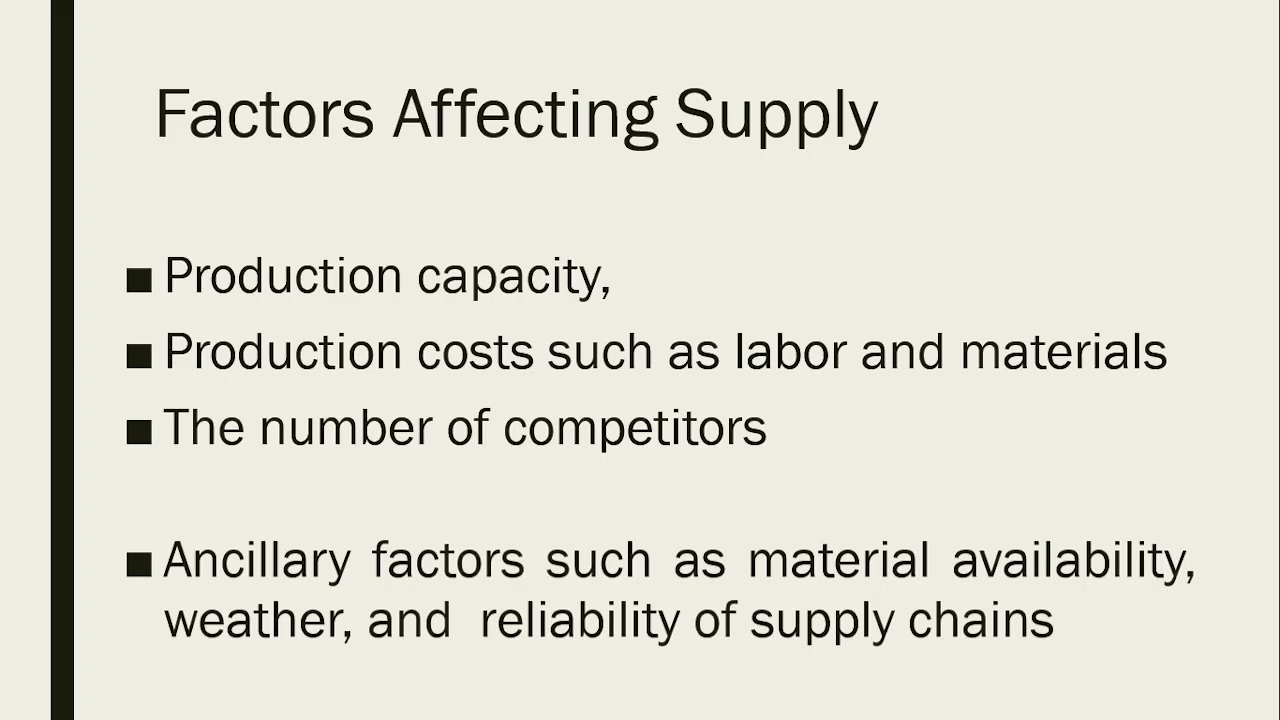 Factors Affecting Supply
■ Production capacity,
■ Production costs such as labor and materials
■ The number of competitors
■ Ancillary factors such as material availability,
weather, and  reliability of supply chains